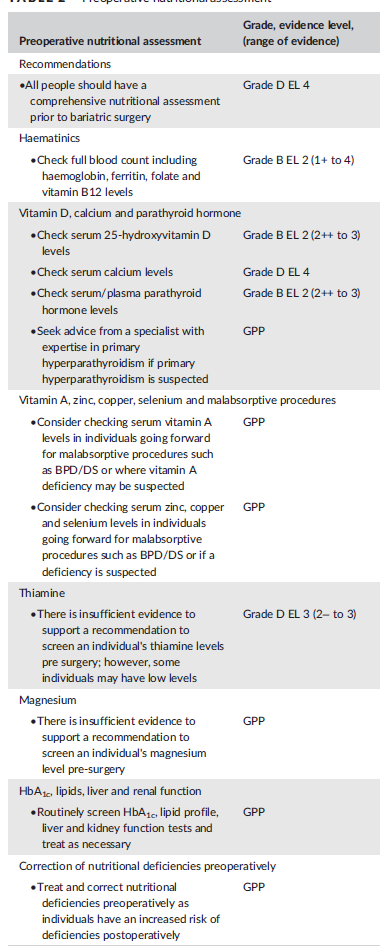 TABLE 2 Preoperative nutritional assessment
Preoperative nutritional assessment
Grade, evidence level,
(range of evidence)
Recommendations
•All people should have a
comprehensive nutritional assessment
prior to bariatric surgery
Grade D EL 4
Haematinics
•Check full blood count including
haemoglobin, ferritin, folate and
vitamin B12 levels
Grade B EL 2 (1+ to 4)
Vitamin D, calcium and parathyroid hormone
•Check serum 25-hydroxyvitamin D
levels
Grade B EL 2 (2++ to 3)
•Check serum calcium levels
Grade D EL 4
•Check serum/plasma parathyroid
hormone levels
Grade B EL 2 (2++ to 3)
•Seek advice from a specialist with
expertise in primary
hyperparathyroidism if primary
hyperparathyroidism is suspected
GPP
Vitamin A, zinc, copper, selenium and malabsorptive procedures
•Consider checking serum vitamin A
levels in individuals going forward
for malabsorptive procedures such
as BPD/DS or where vitamin A
deficiency may be suspected
GPP
•Consider checking serum zinc, copper
and selenium levels in individuals
going forward for malabsorptive
procedures such as BPD/DS or if a
deficiency is suspected
GPP
Thiamine
•There is insufficient evidence to
support a recommendation to
screen an individual's thiamine levels
pre surgery; however, some
individuals may have low levels
Grade D EL 3 (2− to 3)
Magnesium
•There is insufficient evidence to
support a recommendation to
screen an individual's magnesium
level pre-surgery
GPP
HbA1c, lipids, liver and renal function
•Routinely screen HbA1c, lipid profile,
liver and kidney function tests and
treat as necessary
GPP
Correction of nutritional deficiencies preoperatively
•Treat and correct nutritional
deficiencies preoperatively as
individuals have an increased risk of
deficiencies postoperatively
GPP